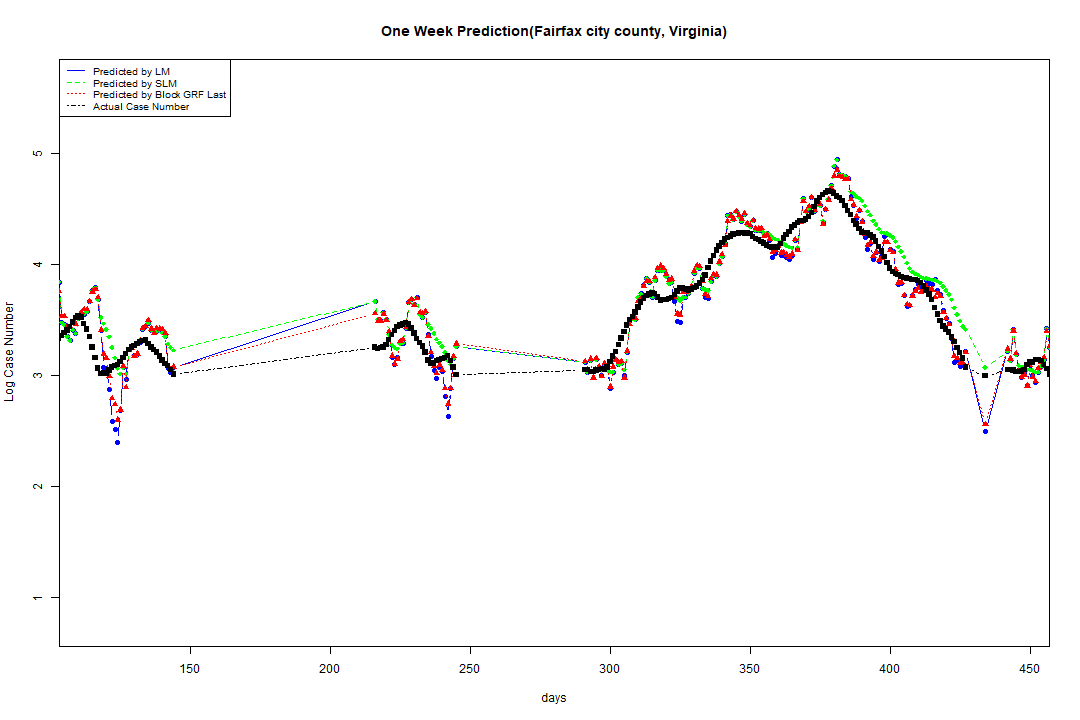 One Week Prediction(Fairfax city county, Virginia)
Predicted by LM
Predicted by SLM
Predicted by Block GRF Last
Actual Case Number
5
4
3
2
1
Log Case Number
150 200 250 300 350 400 450
days